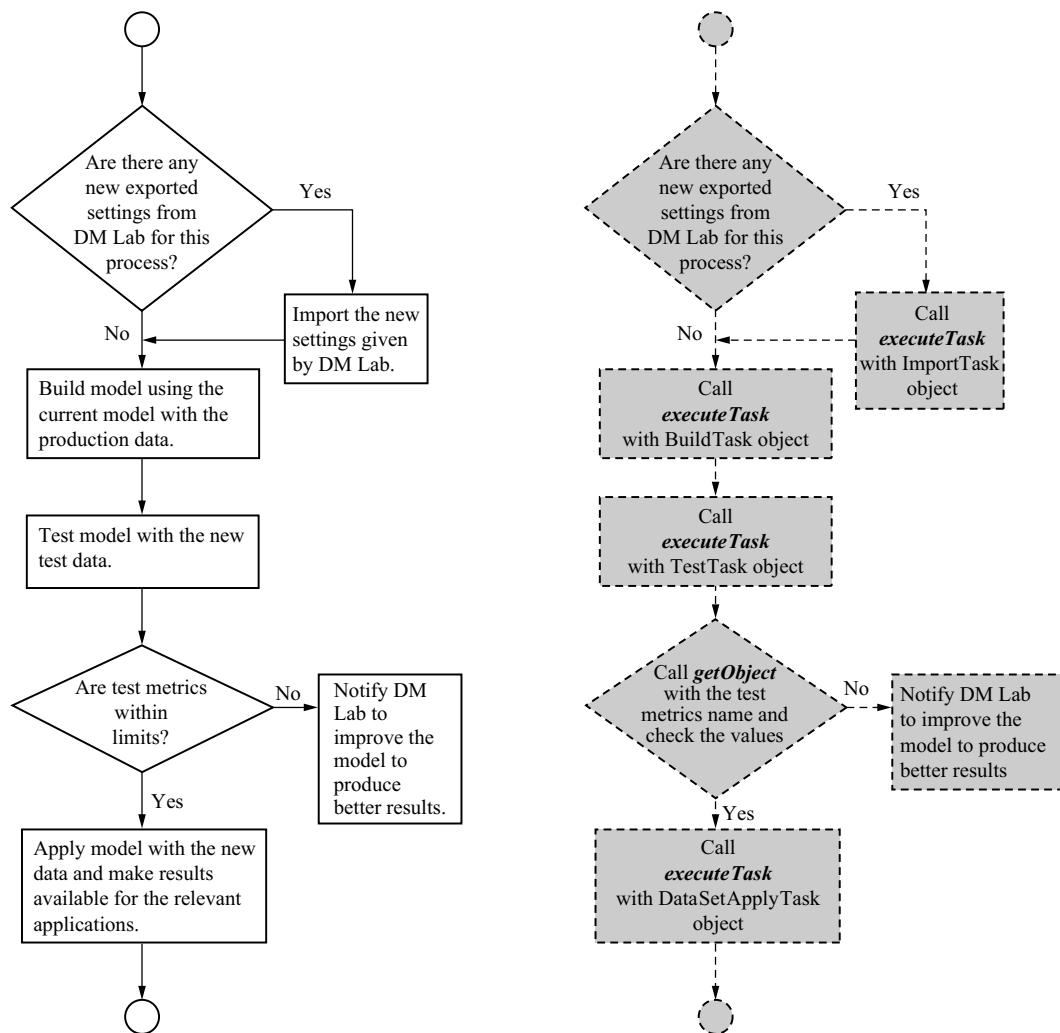 Are there any
new exported
settings from
DM Lab for this
process?
Yes
Import the new
settings given
by DM Lab.
No
Build model using the
current model with the
production data.
Test model with the new
test data.
Are test metrics
within
limits?
No
Notify DM
Lab to
improve the
model to
produce
better results.
Yes
Apply model with the new
data and make results
available for the relevant
applications.
Are there any
new exported
settings from
DM Lab for this
process?
Yes
Call
executeTask
with ImportTask
object
No
Call
executeTask
with BuildTask object
Call
executeTask
with TestTask object
Call getObject
with the test
metrics name and
check the values
No
Notify DM Lab
to improve the
model to produce
better results
Yes
Call
executeTask
with DataSetApplyTask
object